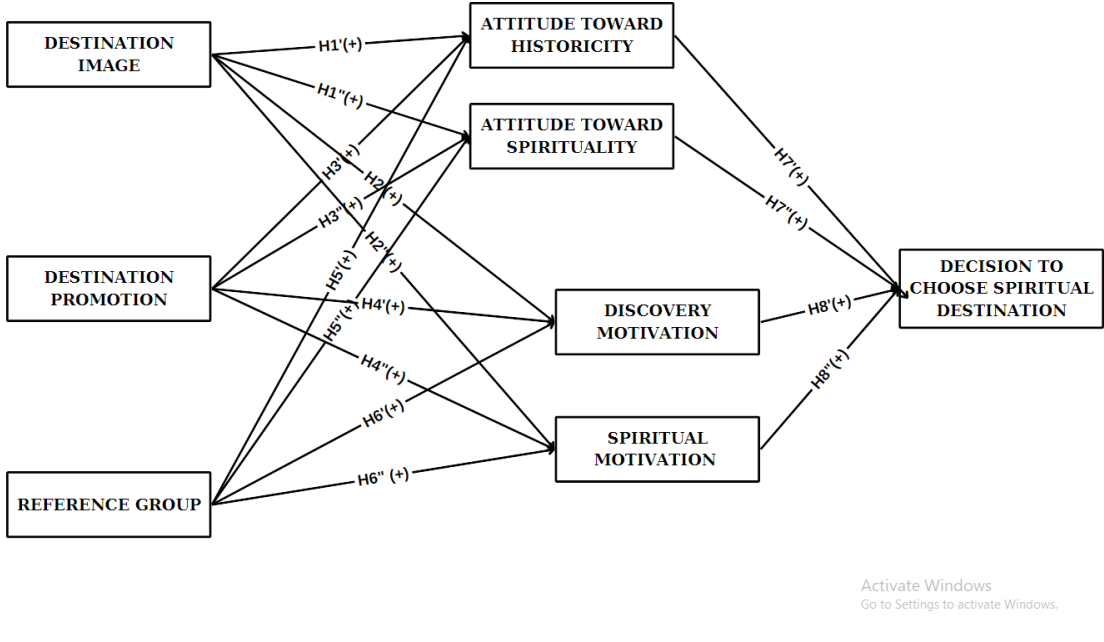 DESTINATION
IMAGE
ATTITUDE TOWARD
HISTORICITY
H1'(+)
H1"(+)
ATTITUDE TOWARD
SPIRITUALITY
H3'(+)
H2'(+)
H7'(+)
H3"(+)
H7"(+)
H2"(+)
DESTINATION
PROMOTION
H5'(+)
H5"(+)
H4'(+)
DISCOVERY
MOTIVATION
H8'(+)
DECISION TO
CHOOSE SPIRITUAL
DESTINATION
H4"(+)
H8"(+)
H6'(+)
SPIRITUAL
MOTIVATION
H6" (+)
REFERENCE GROUP
Activate Windows
Go to Settings to activate Windows.